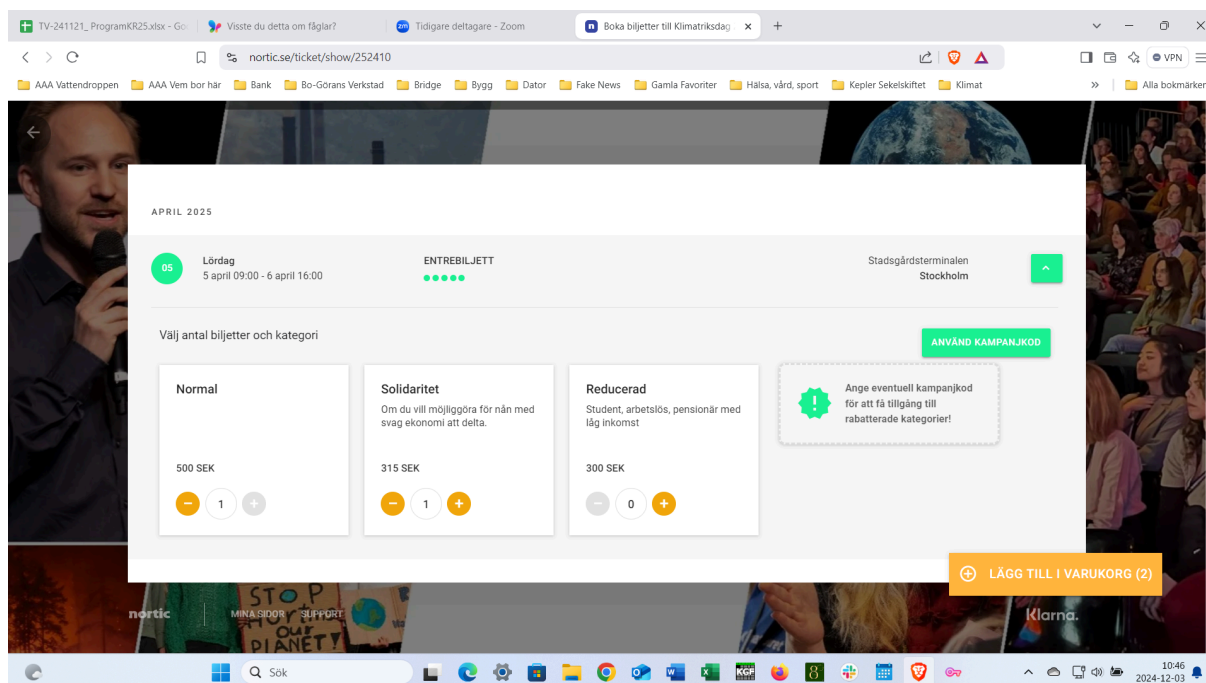 TV-241121_ ProgramKR25.xlsx - Goo
Visste du detta om fåglar?
Tidigare deltagare - Zoom
Boka biljetter till Klimatriksdag
nortic.se/ticket/show/252410
VPN
AAA Vattendroppen
AAA Vem bor här
Bank
Bo-Görans Verkstad
Bridge
Bygg
Dator
Fake News
Gamla Favoriter
Hälsa, vård, sport
Kepler Sekelskiftet
Klimat
Alla bokmärken
APRIL 2025
05
Lördag
5 april 09:00 - 6 april 16:00
ENTREBILJETT
Stadsgårdsterminalen
Stockholm
Välj antal biljetter och kategori
ANVÄND KAMPANJKOD
Normal
500 SEK
1
Solidaritet
Om du vill möjliggöra för nån med
svag ekonomi att delta.
315 SEK
1
Reducerad
Student, arbetslös, pensionär med
låg inkomst
300 SEK
0
Ange eventuell kampanjkod
för att få tillgång till
rabatterade kategorier!
LÄGG TILL I VARUKORG (2)
STOP
OUR
PLANET
nortic
MINA SIDOR
SUPPORT
Klarna.
Sök
KGF
10:46
2024-12-03